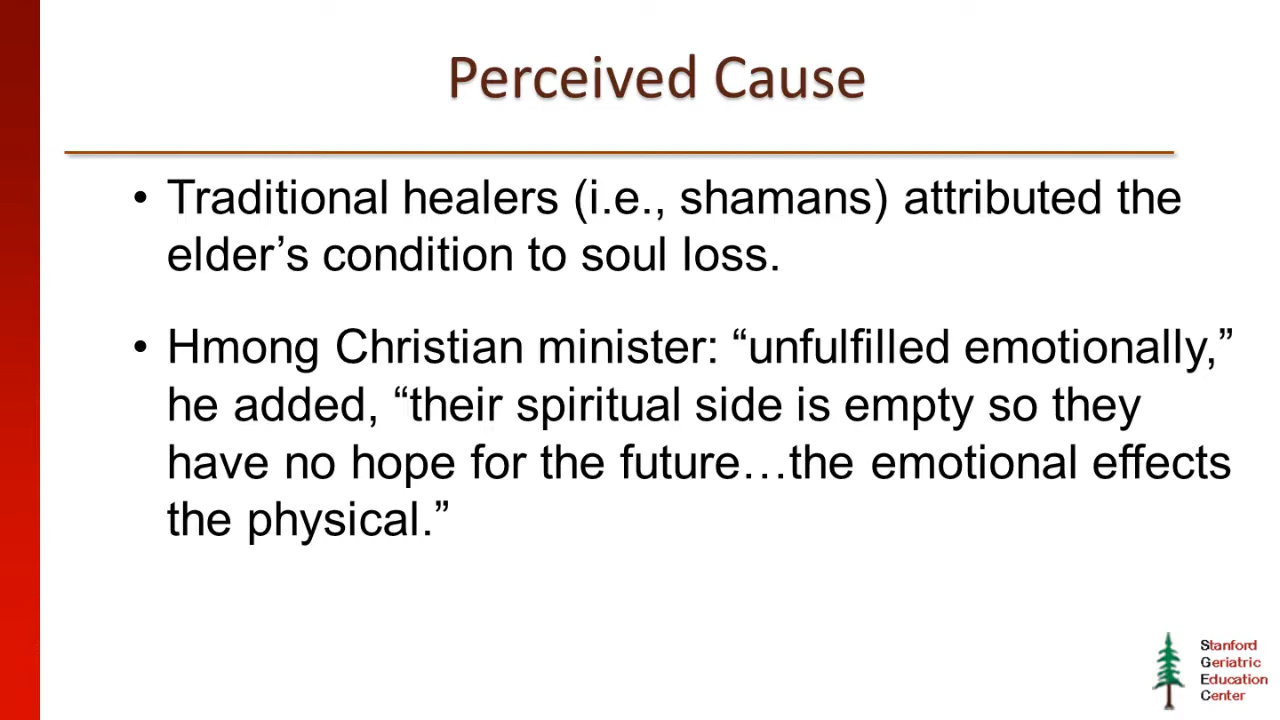 Perceived Cause
• Traditional healers (i.e., shamans) attributed the
elder’s condition to soul loss.
• Hmong Christian minister: “unfulfilled emotionally,”
he added, “their spiritual side is empty so they
have no hope for the future…the emotional effects
the physical.”
Stanford
Geriatric
Education
Center